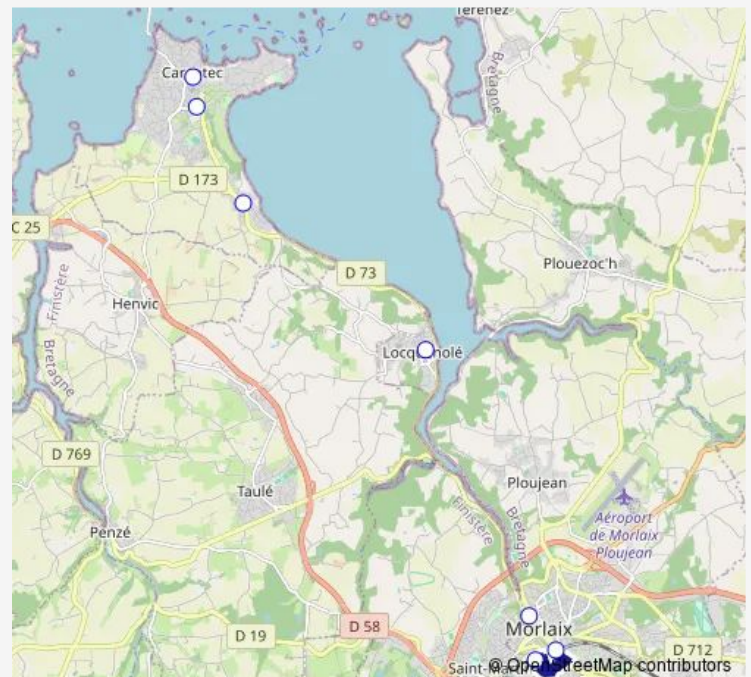 Térénez
Bretagne
D 173
C 25
Plouezoc'h
D 73
Finistère
Bretagne
Henvic
D 769
Taulé
Ploujean
Finistère
Bretagne
Aéroport
de Morlaix
Ploujean
Penzé
D 19
D 58
Morlaix
D 712
© OpenStreetMap contributors